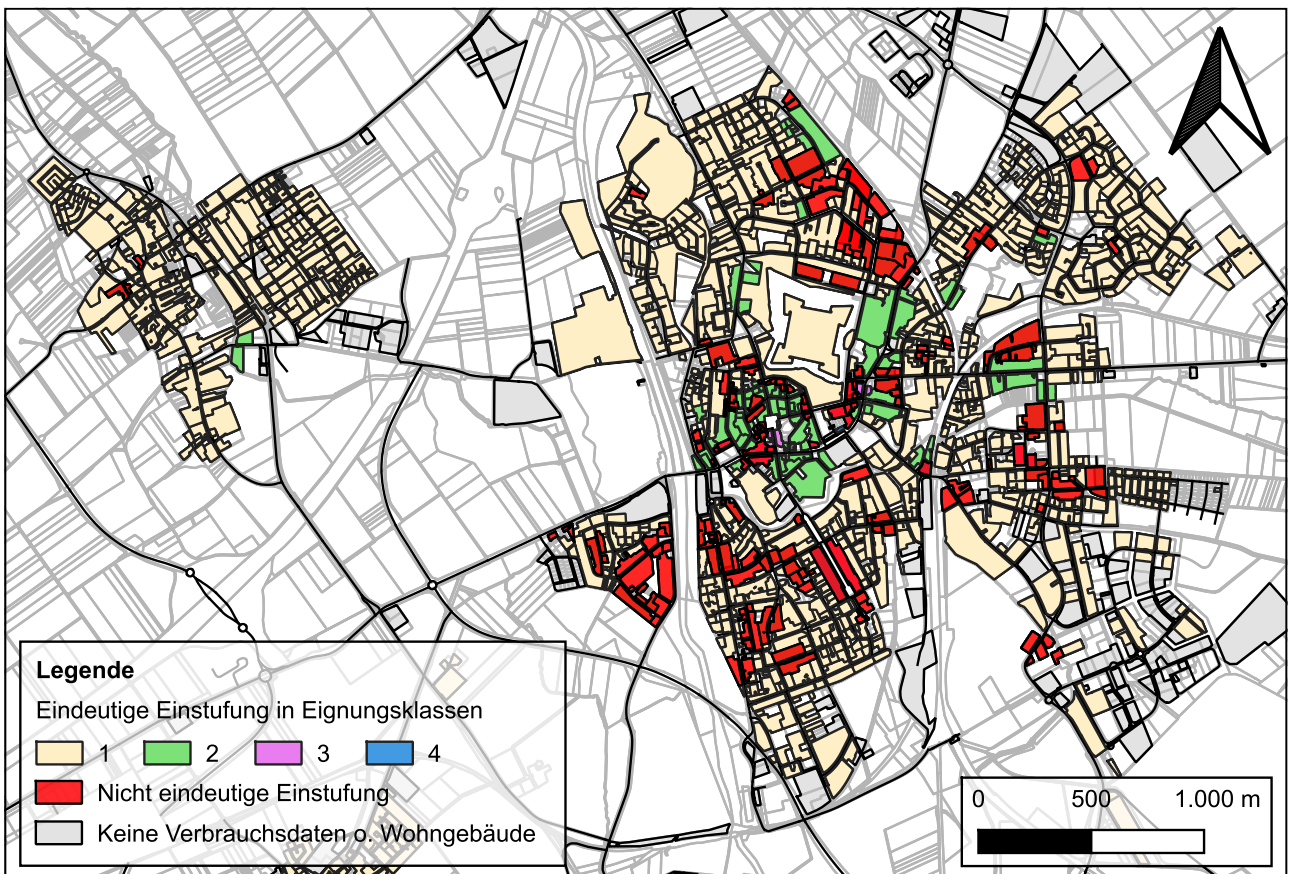 Legende
Eindeutige Einstufung in Eignungsklassen
1 2 3 4
Nicht eindeutige Einstufung
Keine Verbrauchsdaten o. Wohngebäude
0 500 1.000 m